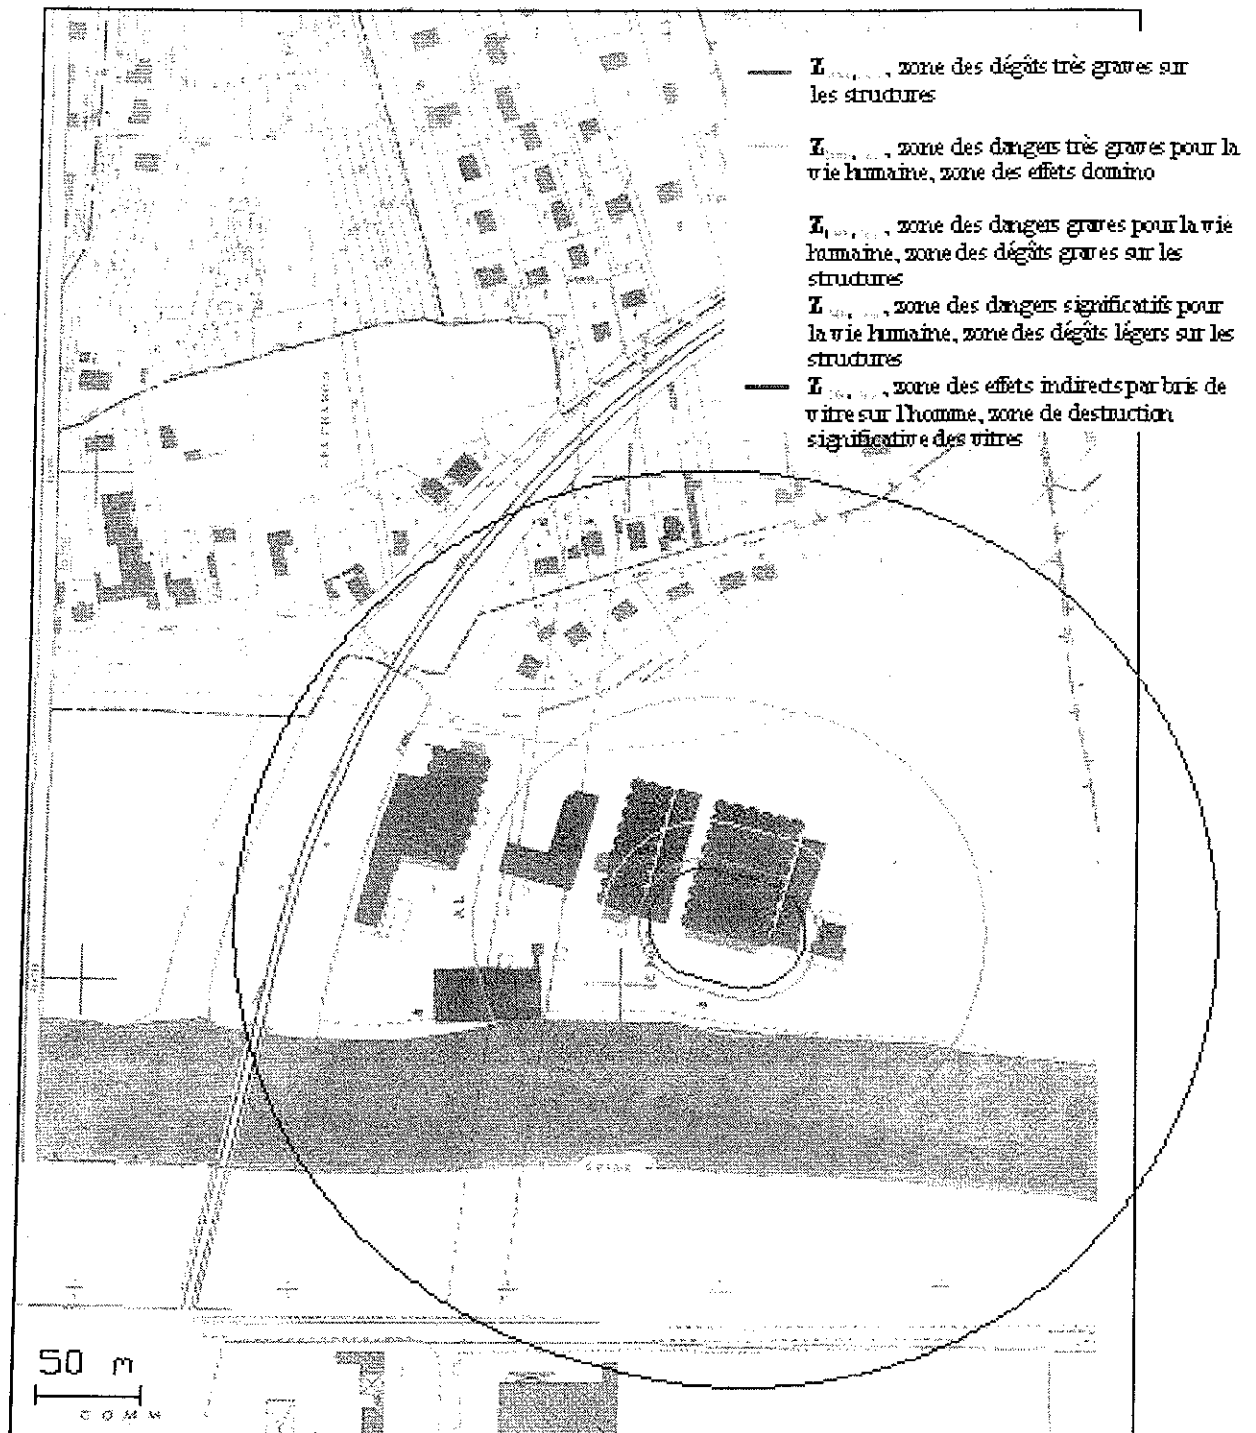 Z , zone des dégâts très graves sur
les structures
Z , zone des dangers très graves pour la
vie humaine, zone des effets domino
Z , zone des dangers graves pour la vie
humaine, zone des dégâts graves sur les
structures
Z , zone des dangers significatifs pour
la vie humaine, zone des dégâts légers sur les
structures
Z , zone des effets indirects par bris de
vitre sur l'homme, zone de destruction
significative des vitres
50 m